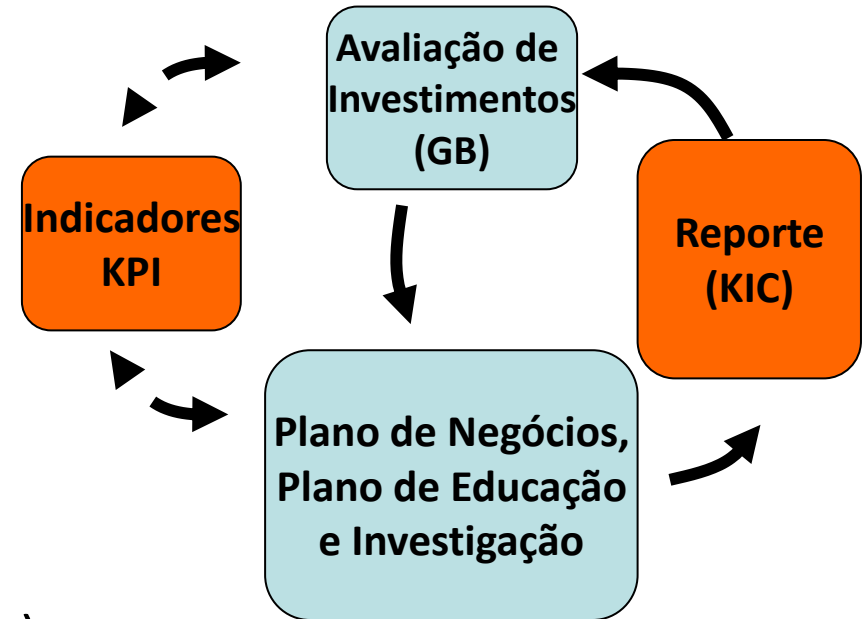 Avaliação de
Investimentos
(GB)
Indicadores
KPI
Reporte
(KIC)
Plano de Negócios,
Plano de Educação
e Investigação